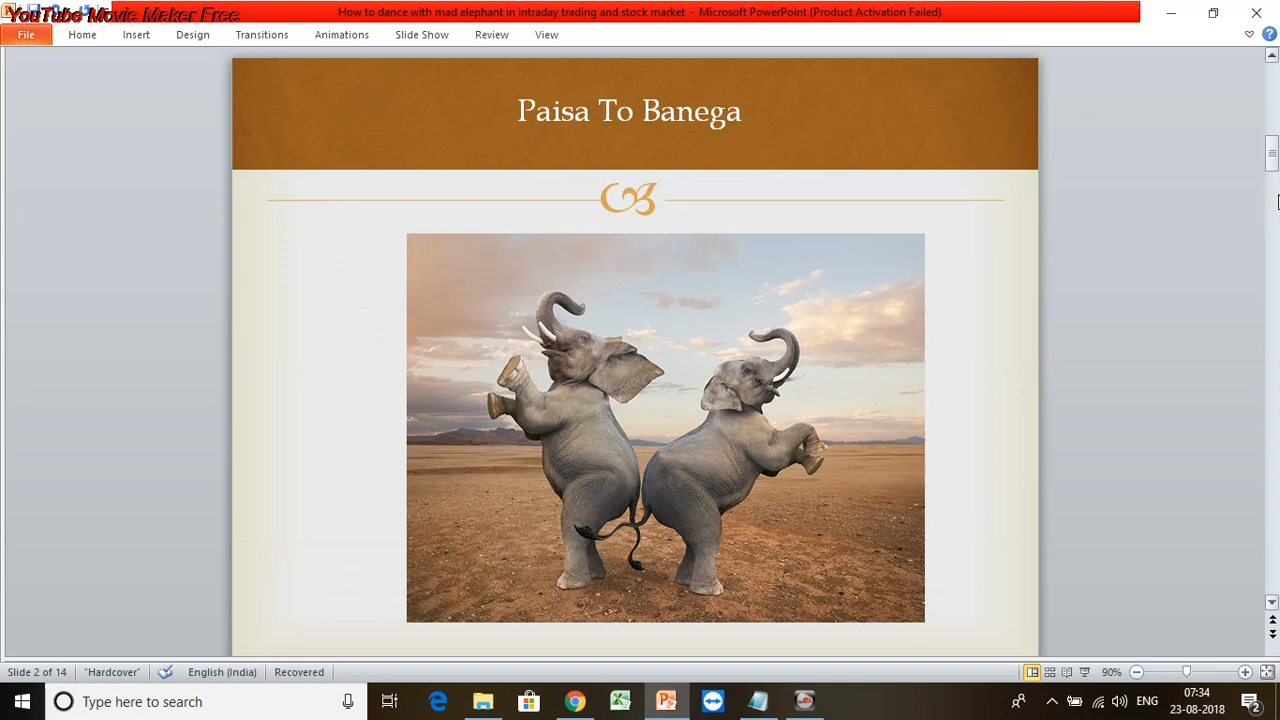 YouTube Movie Maker Free
How to dance with mad elephant in intraday trading and stock market - Microsoft PowerPoint (Product Activation Failed)
File Home Insert Design Transitions Animations Slide Show Review View
Paisa To Banega
Slide 2 of 14 "Hardcover" English (India) Recovered 90%
Type here to search ENG 07:34
23-08-2018 2